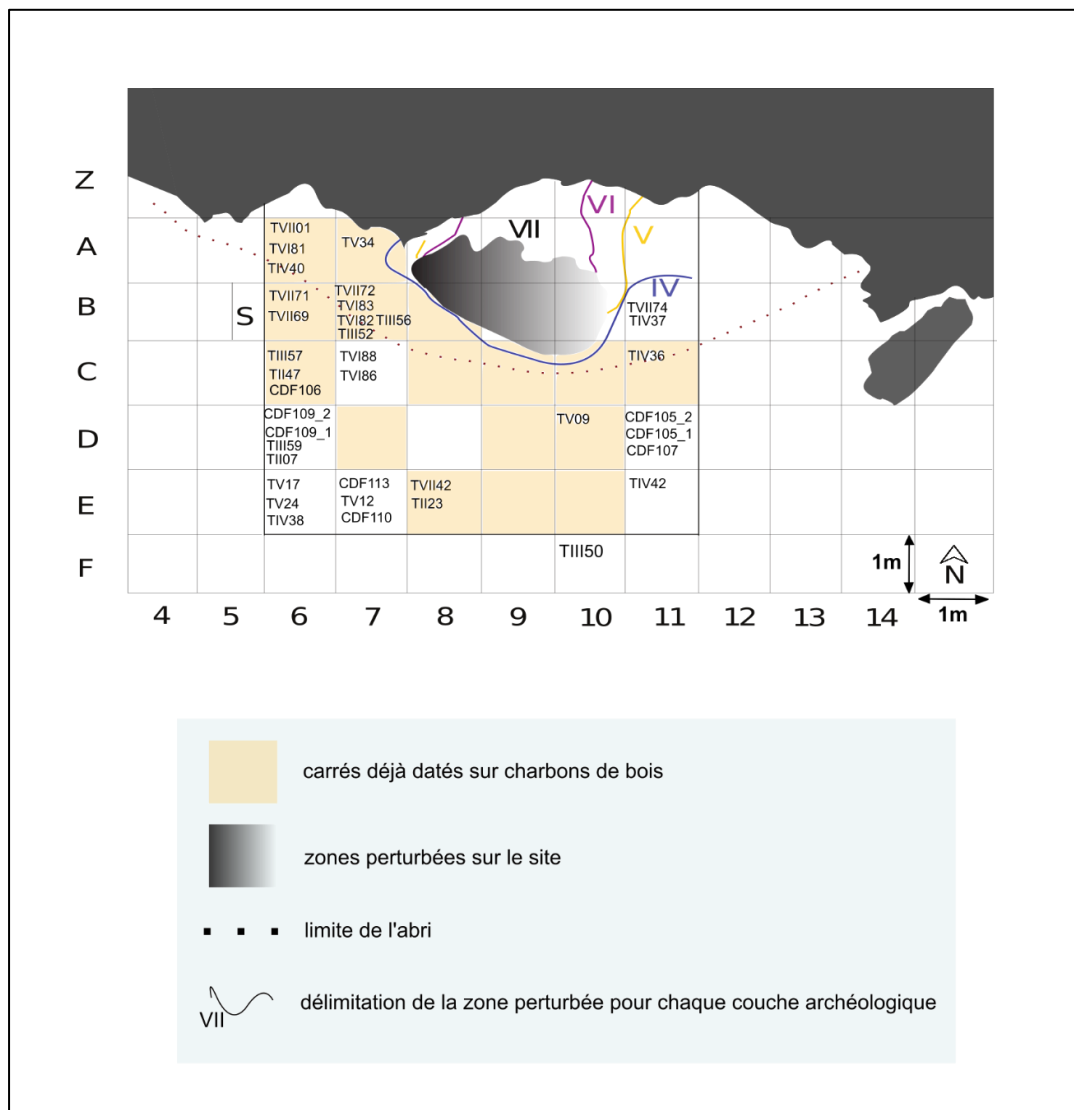 Z
VI
A
TVII01
TVI81
TIV40
TV34
VII
V
B
S
TVII71
TVII69
TVII72
TVI83
TVI82 TIII56
TIII52
IV
TVII74
TIV37
C
TIII57
TII47
CDF106
TVI88
TVI86
TIV36
D
CDF109_2
CDF109_1
TIII59
TII07
TV09
CDF105_2
CDF105_1
CDF107
E
TV17
TV24
TIV38
CDF113
TV12
CDF110
TVII42
TII23
TIV42
F
TIII50
1m
N
1m
4 5 6 7 8 9 10 11 12 13 14
carrés déjà datés sur charbons de bois
zones perturbées sur le site
limite de l'abri
VII
délimitation de la zone perturbée pour chaque couche archéologique